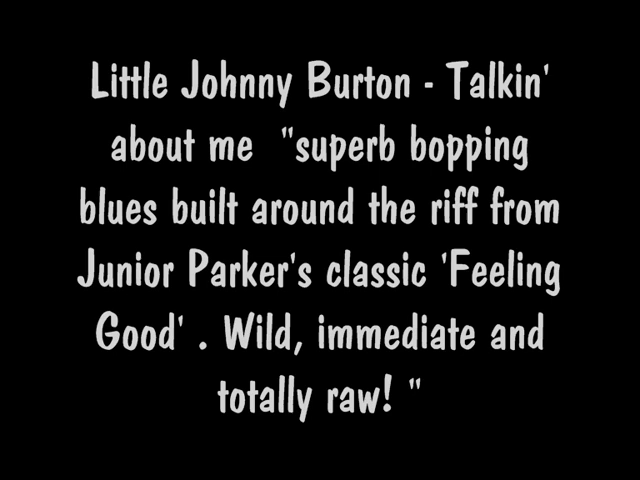 Little Johnny Burton - Talkin'
about me  "superb bopping
blues built around the riff from
Junior Parker's classic 'Feeling
Good' . Wild, immediate and
totally raw! "